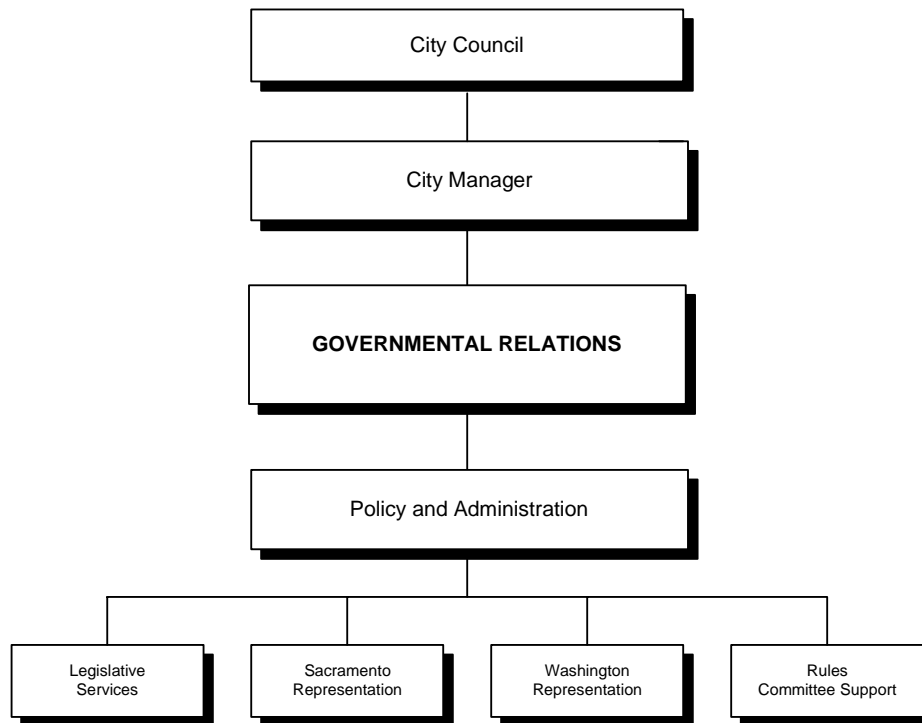 City Council
City Manager
GOVERNMENTAL RELATIONS
Policy and Administration
Legislative
Services
Sacramento
Representation
Washington
Representation
Rules
Committee Support